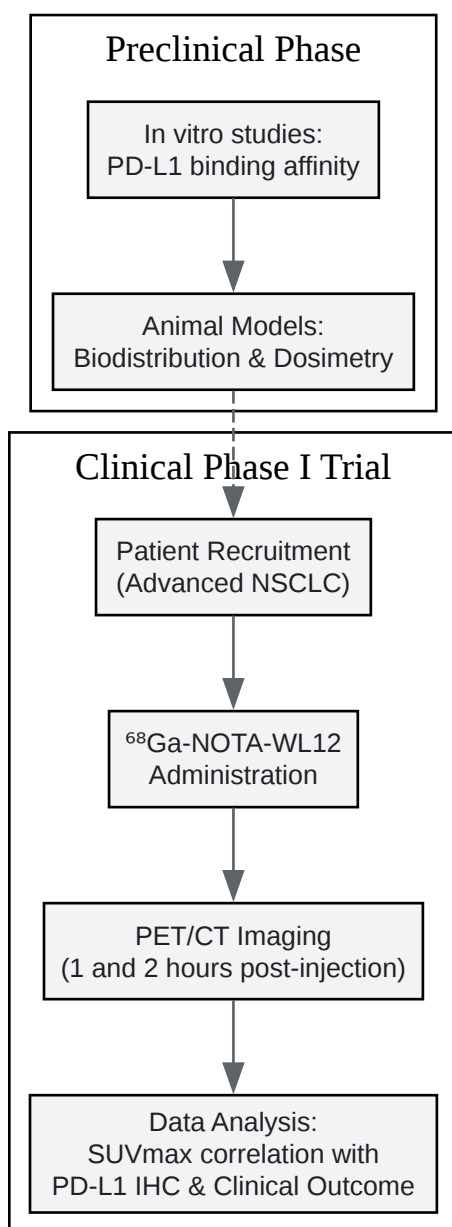 Preclinical Phase
In vitro studies:
PD-L1 binding affinity
Animal Models:
Biodistribution & Dosimetry
Clinical Phase I Trial
Patient Recruitment
(Advanced NSCLC)
⁶⁸Ga-NOTA-WL12
Administration
PET/CT Imaging
(1 and 2 hours post-injection)
Data Analysis:
SUVmax correlation with
PD-L1 IHC & Clinical Outcome